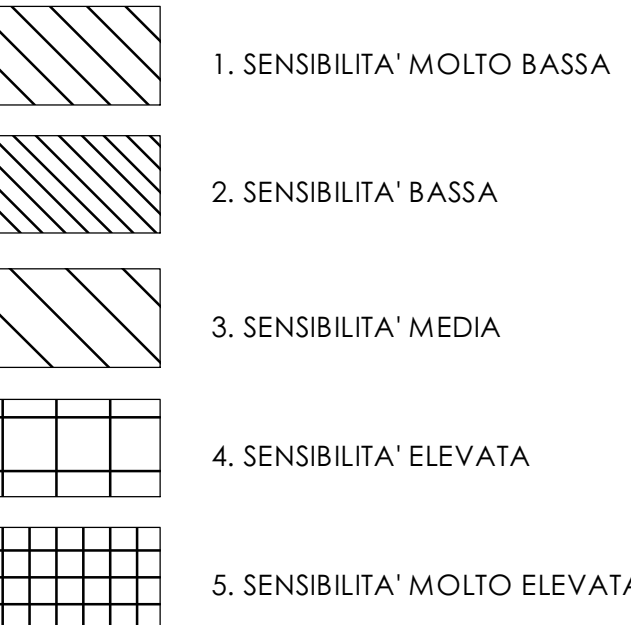 1. SENSIBILITA' MOLTO BASSA
2. SENSIBILITA' BASSA
3. SENSIBILITA' MEDIA
4. SENSIBILITA' ELEVATA
5. SENSIBILITA' MOLTO ELEVATA